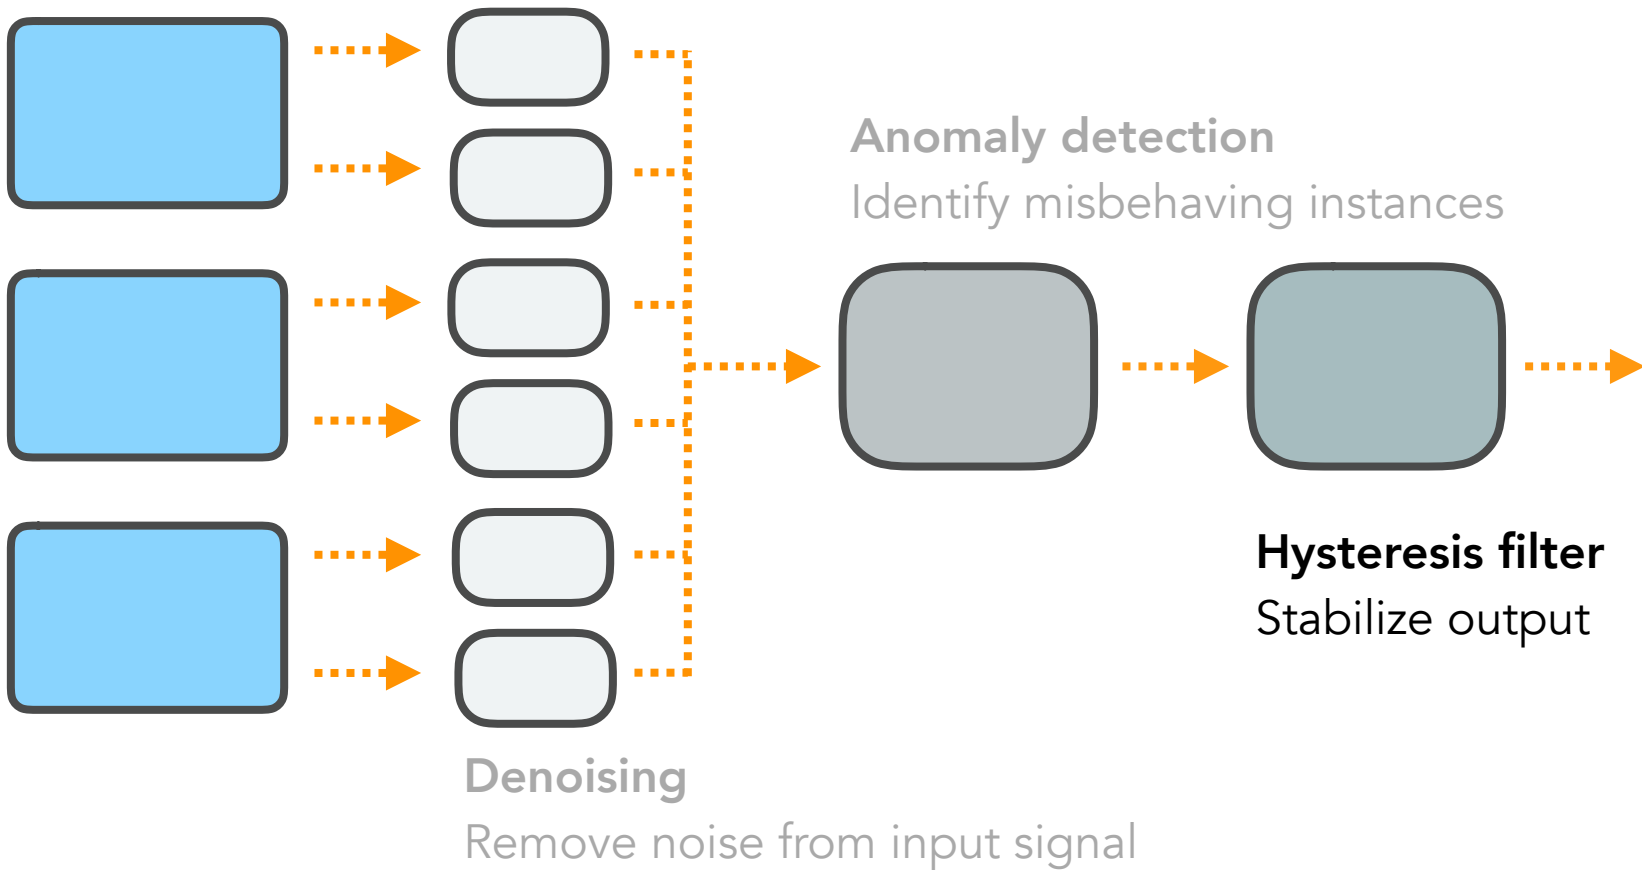 Anomaly detection
Identify misbehaving instances
Hysteresis filter
Stabilize output
Denoising
Remove noise from input signal